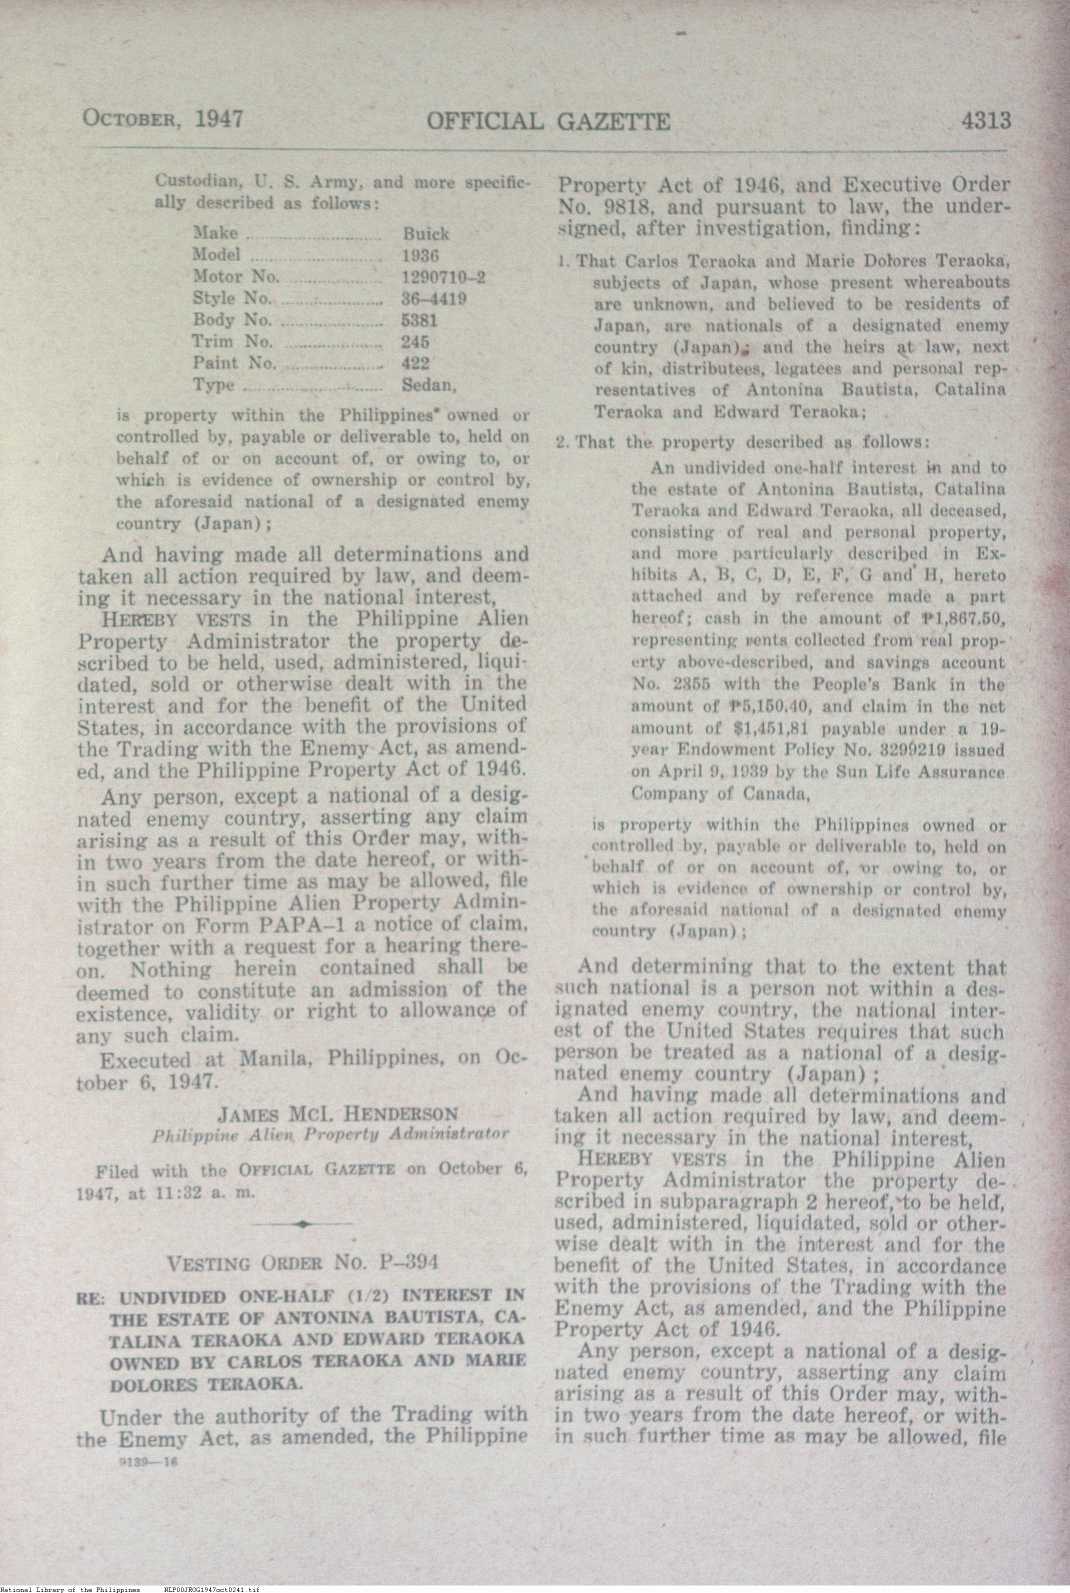 OCTOBER, 1947 OFFICIAL GAZETTE 4313
Custodian, U. S. Army, and more specific-
ally described as follows:
Make ........................ Buick
Model ........................ 1936
Motor No. .................. 1290710-2
Style No. .................. 36-4419
Body No. .................. 5381
Trim No. .................. 245
Paint No. .................. 422
Type ........................ Sedan,
is property within the Philippines owned or
controlled by, payable or deliverable to, held on
behalf of or on account of, or owing to, or
which is evidence of ownership or control by,
the aforesaid national of a designated enemy
country (Japan);
And having made all determinations and
taken all action required by law, and deem-
ing it necessary in the national interest,
HEREBY VESTS in the Philippine Alien
Property Administrator the property de-
scribed to be held, used, administered, liqui-
dated, sold or otherwise dealt with in the
interest and for the benefit of the United
States, in accordance with the provisions of
the Trading with the Enemy Act, as amend-
ed, and the Philippine Property Act of 1946.
Any person, except a national of a desig-
nated enemy country, asserting any claim
arising as a result of this Order may, with-
in two years from the date hereof, or with-
in such further time as may be allowed, file
with the Philippine Alien Property Admin-
istrator on Form PAPA-1 a notice of claim,
together with a request for a hearing there-
on. Nothing herein contained shall be
deemed to constitute an admission of the
existence, validity or right to allowance of
any such claim.
Executed at Manila, Philippines, on Oc-
tober 6, 1947.
JAMES MCI. HENDERSON
Philippine Alien Property Administrator
Filed with the OFFICIAL GAZETTE on October 6,
1947, at 11:32 a. m.
VESTING ORDER NO. P-394
RE: UNDIVIDED ONE-HALF (1/2) INTEREST IN
THE ESTATE OF ANTONINA BAUTISTA, CA-
TALINA TERAOKA AND EDWARD TERAOKA
OWNED BY CARLOS TERAOKA AND MARIE
DOLORES TERAOKA.
Under the authority of the Trading with
the Enemy Act, as amended, the Philippine
9139—16
Property Act of 1946, and Executive Order
No. 9818, and pursuant to law, the under-
signed, after investigation, finding:
1. That Carlos Teraoka and Marie Dolores Teraoka,
subjects of Japan, whose present whereabouts
are unknown, and believed to be residents of
Japan, are nationals of a designated enemy
country (Japan); and the heirs at law, next
of kin, distributees, legatees and personal rep-
resentatives of Antonina Bautista, Catalina
Teraoka and Edward Teraoka;
2. That the property described as follows:
An undivided one-half interest in and to
the estate of Antonina Bautista, Catalina
Teraoka and Edward Teraoka, all deceased,
consisting of real and personal property,
and more particularly described in Ex-
hibits A, B, C, D, E, F, G and H, hereto
attached and by reference made a part
hereof; cash in the amount of ₱1,867.50,
representing rents collected from real prop-
erty above-described, and savings account
No. 2355 with the People's Bank in the
amount of ₱5,150.40, and claim in the net
amount of $1,451.81 payable under a 19-
year Endowment Policy No. 3299219 issued
on April 9, 1939 by the Sun Life Assurance
Company of Canada,
is property within the Philippines owned or
controlled by, payable or deliverable to, held on
behalf of or on account of, or owing to, or
which is evidence of ownership or control by,
the aforesaid national of a designated enemy
country (Japan);
And determining that to the extent that
such national is a person not within a des-
ignated enemy country, the national inter-
est of the United States requires that such
person be treated as a national of a desig-
nated enemy country (Japan);
And having made all determinations and
taken all action required by law, and deem-
ing it necessary in the national interest,
HEREBY VESTS in the Philippine Alien
Property Administrator the property de-
scribed in subparagraph 2 hereof, to be held,
used, administered, liquidated, sold or other-
wise dealt with in the interest and for the
benefit of the United States, in accordance
with the provisions of the Trading with the
Enemy Act, as amended, and the Philippine
Property Act of 1946.
Any person, except a national of a desig-
nated enemy country, asserting any claim
arising as a result of this Order may, with-
in two years from the date hereof, or with-
in such further time as may be allowed, file
National Library of the Philippines NLP00JROG1947oct0241.tif